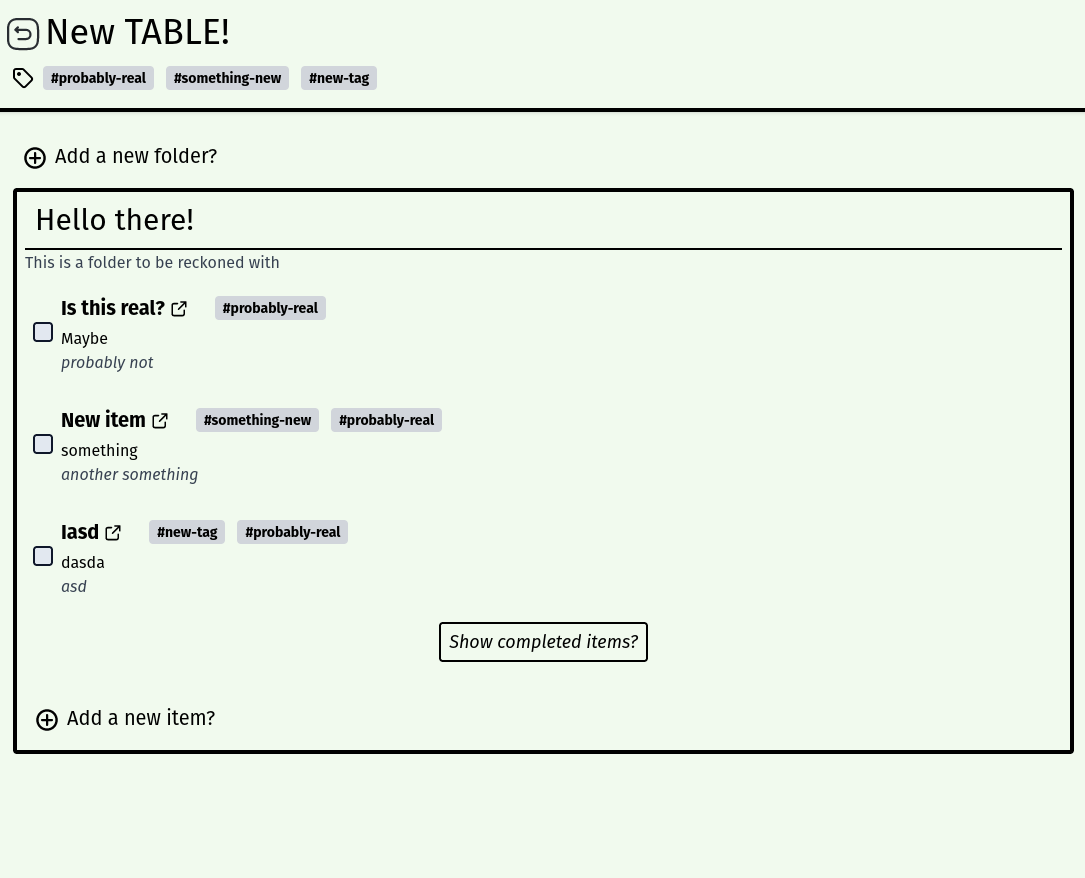 New TABLE!
#probably-real #something-new #new-tag
Add a new folder?
Hello there!
This is a folder to be reckoned with
Is this real? #probably-real
Maybe
probably not
New item #something-new #probably-real
something
another something
Iasd #new-tag #probably-real
dasda
asd
Show completed items?
Add a new item?